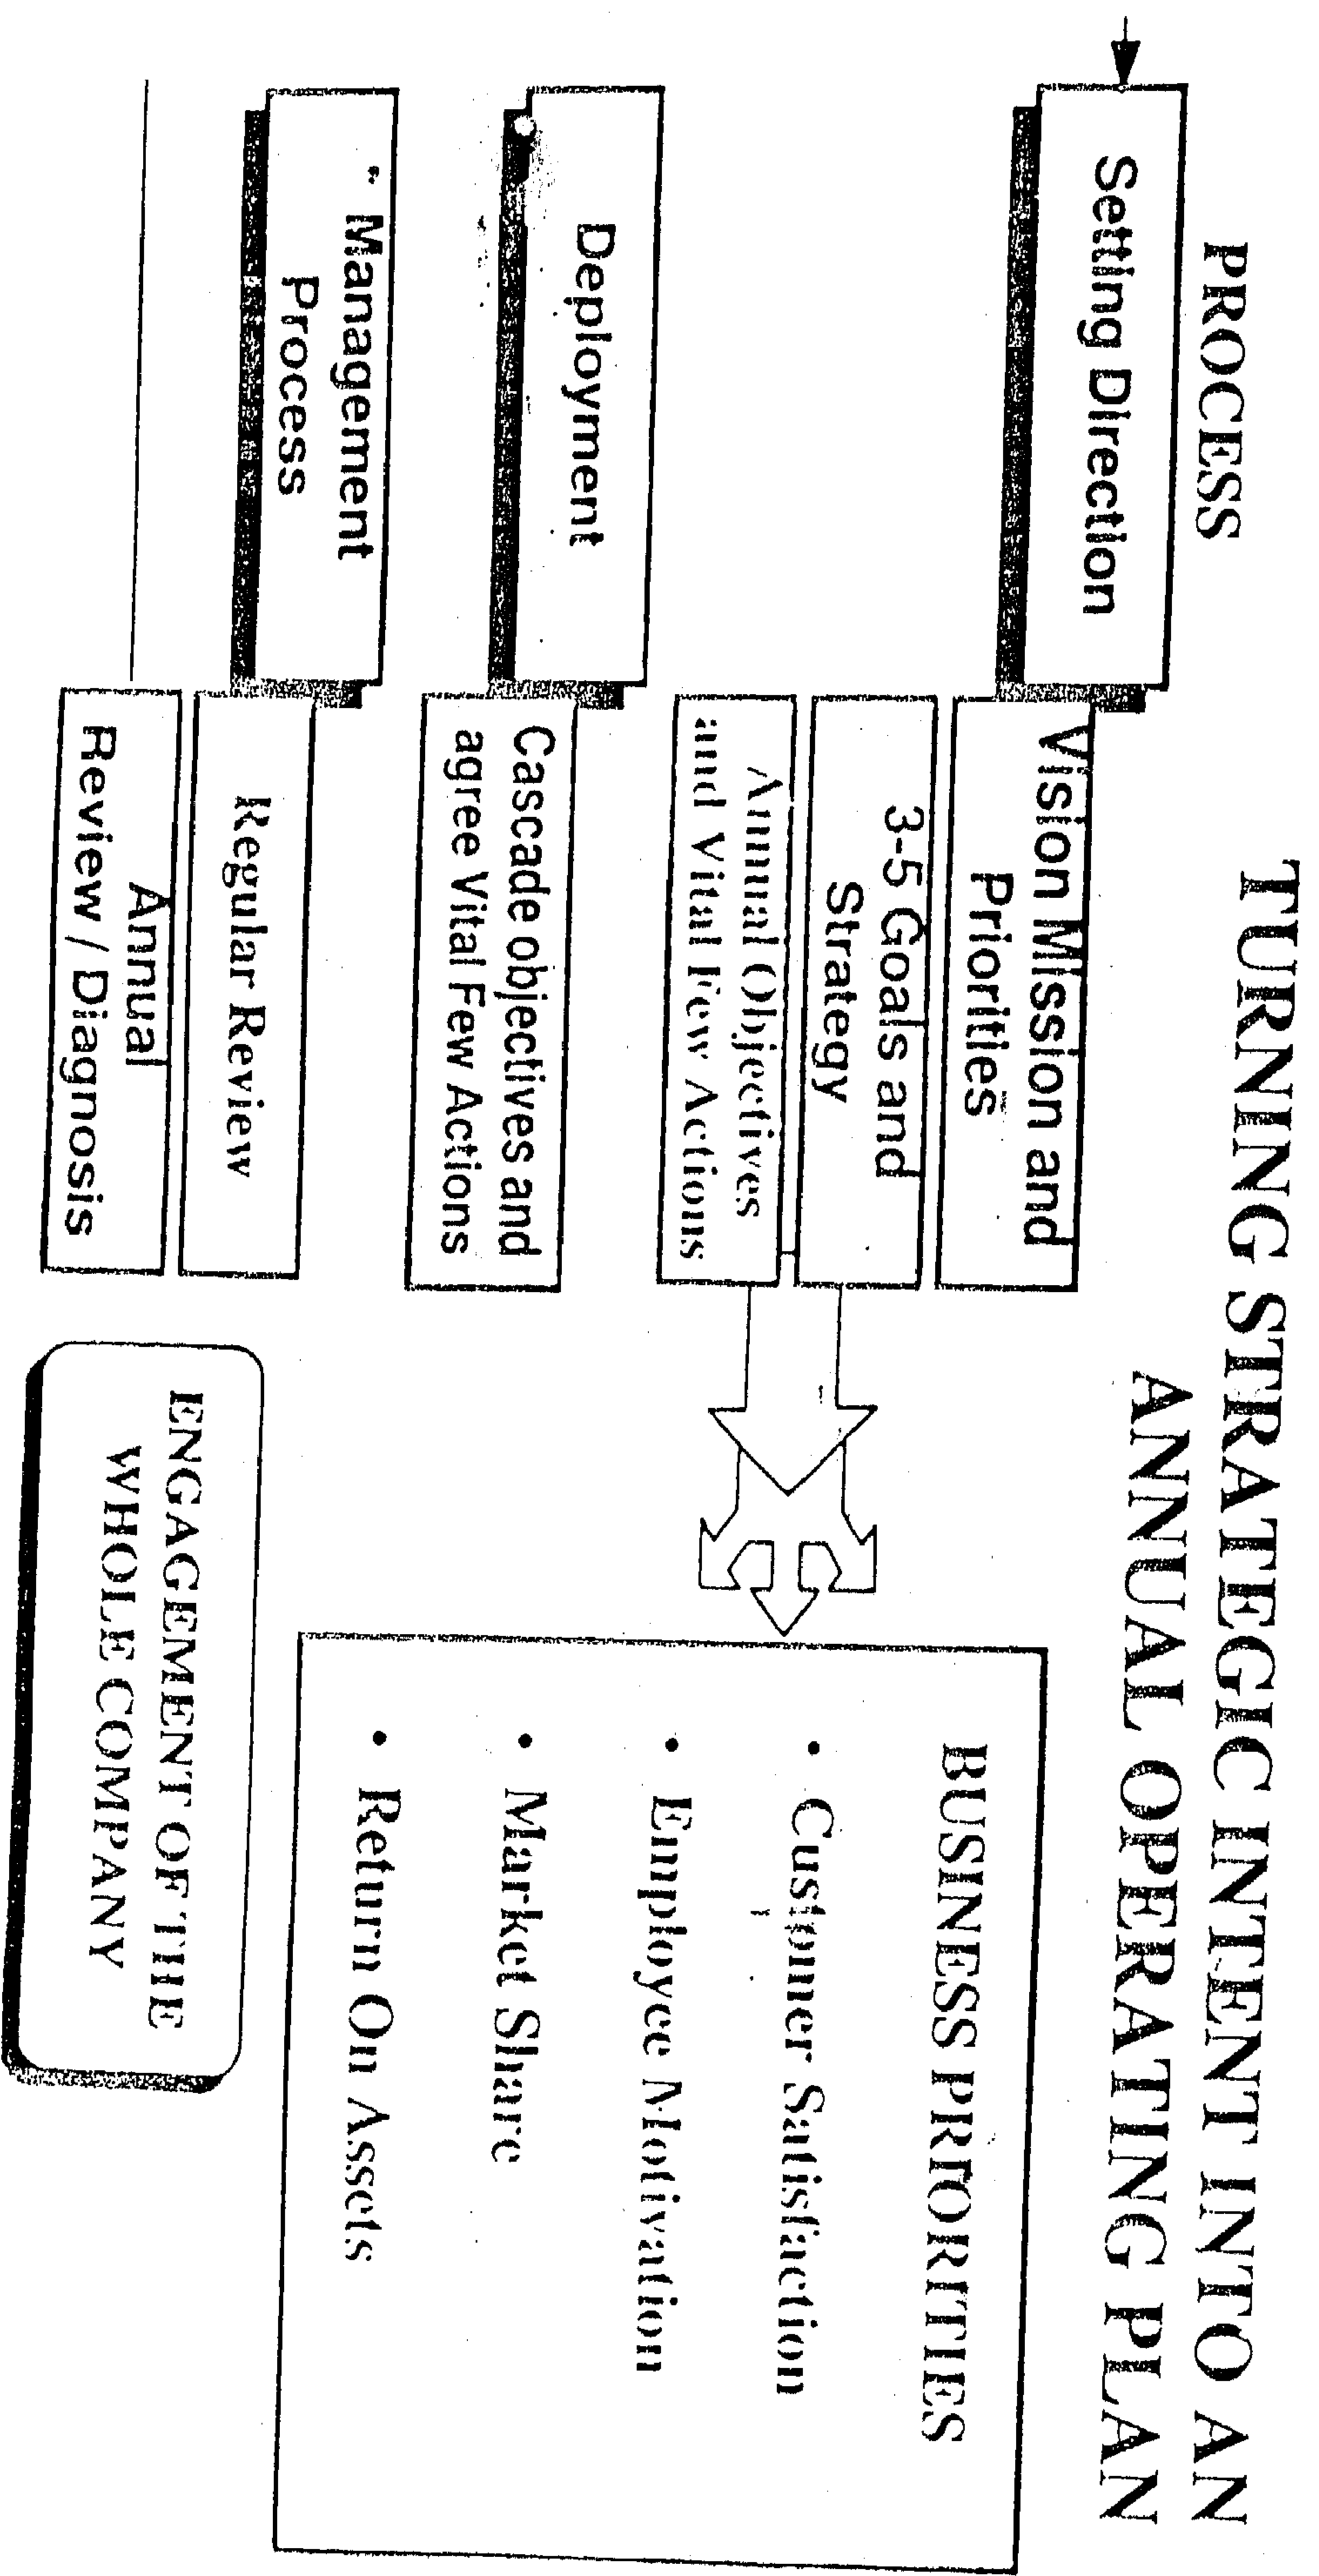 TURNING STRATEGIC INTENT INTO AN
ANNUAL OPERATING PLAN
PROCESS
Setting Direction
Vision Mission and
Priorities
3-5 Goals and
Strategy
Annual Objectives
and Vital Few Actions
Deployment
Cascade objectives and
agree Vital Few Actions
Management
Process
Regular Review
Annual
Review / Diagnosis
BUSINESS PRIORITIES
• Customer Satisfaction
• Employee Motivation
• Market Share
• Return On Assets
ENGAGEMENT OF THE
WHOLE COMPANY